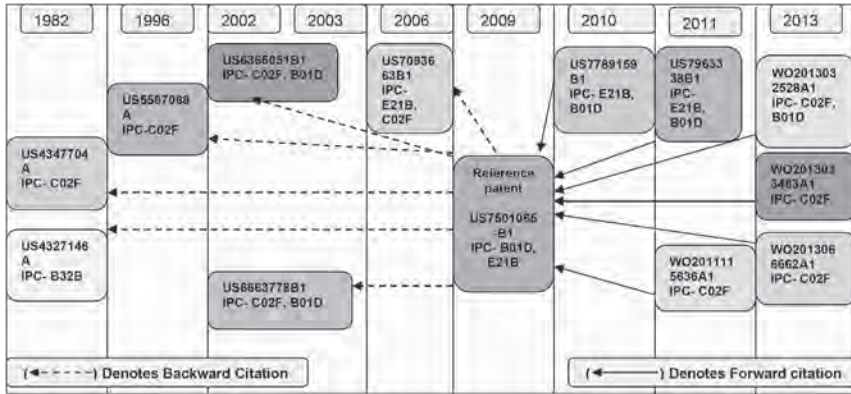 1982
1996
2002
2003
2006
2009
2010
2011
2013
US6365051B1
IPC- C02F, B01D
US70936
63B1
IPC-
E21B,
C02F
US7789159
B1
IPC- E21B,
B01D
US79633
38B1
IPC-
E21B,
B01D
WO201303
2528A1
IPC- C02F,
B01D
A
IPC-C02F
US4347704
A
IPC- C02F
Reference
parent
US7501065
B1
IPC- B01D,
E21B
WO201303
3483A1
IPC- C02F
US4327146
A
IPC- B32B
US6663778B1
IPC- C02F, B01D
WO201111
5636A1
IPC- C02F
WO201306
6662A1
IPC- C02F
( ) Denotes Backward Citation
( ) Denotes Forward citation